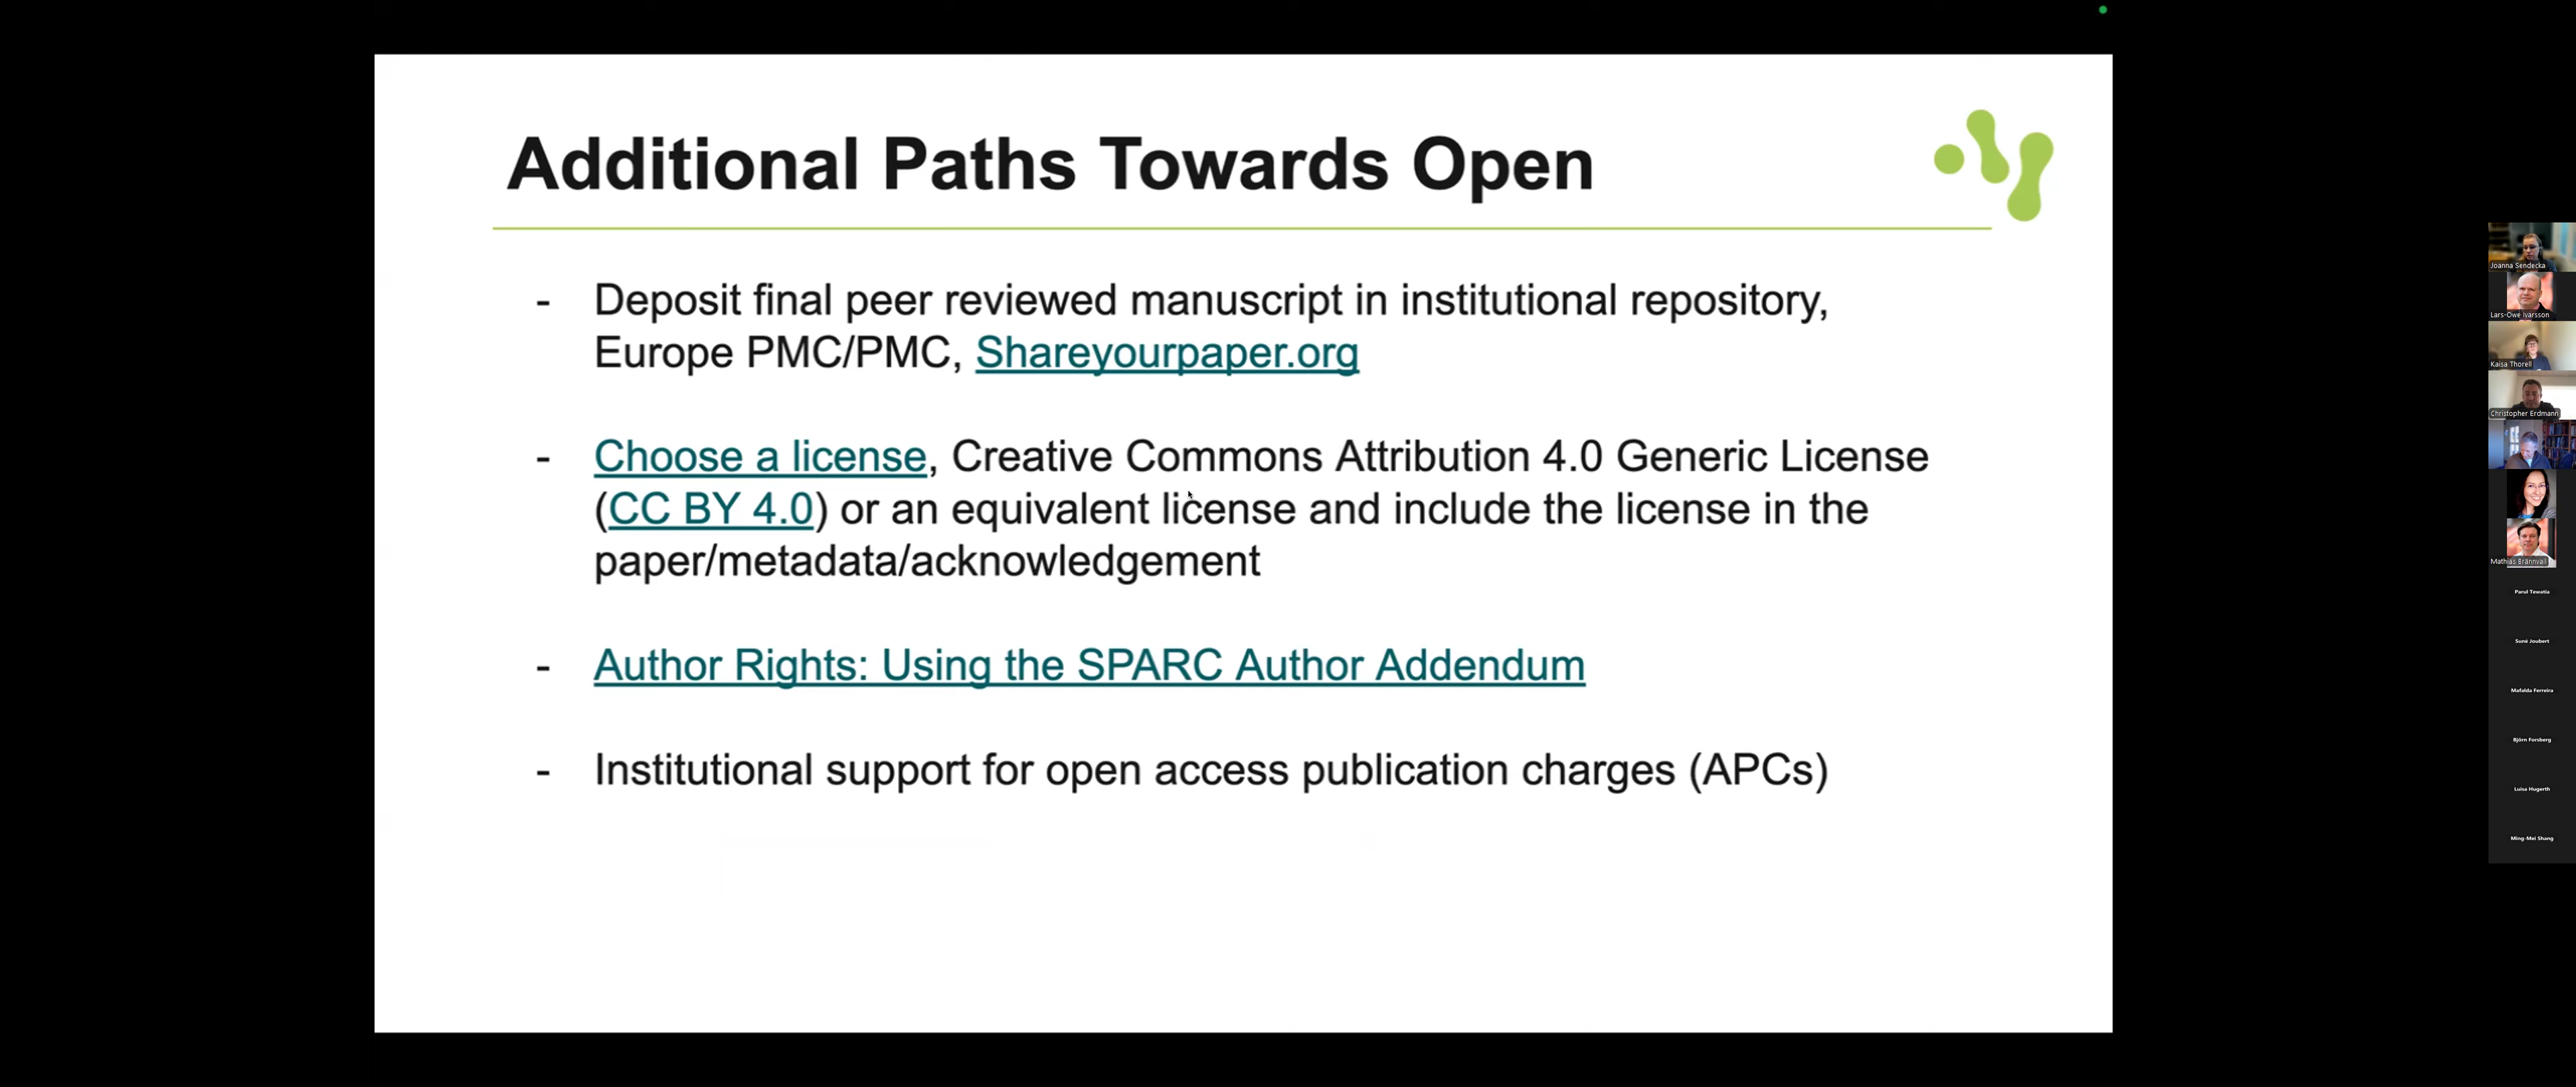 Additional Paths Towards Open
- Deposit final peer reviewed manuscript in institutional repository,
Europe PMC/PMC, Shareyourpaper.org
- Choose a license, Creative Commons Attribution 4.0 Generic License
(CC BY 4.0) or an equivalent license and include the license in the
paper/metadata/acknowledgement
- Author Rights: Using the SPARC Author Addendum
- Institutional support for open access publication charges (APCs)
Joanna Sendecka
Lars-Owe Ivarsson
Kaisa Thorell
Christopher Erdmann
Mathias Brännvall
Parul Tewatia
Suné Joubert
Mafalda Ferreira
Björn Forsberg
Luisa Hugerth
Ming-Mei Shang